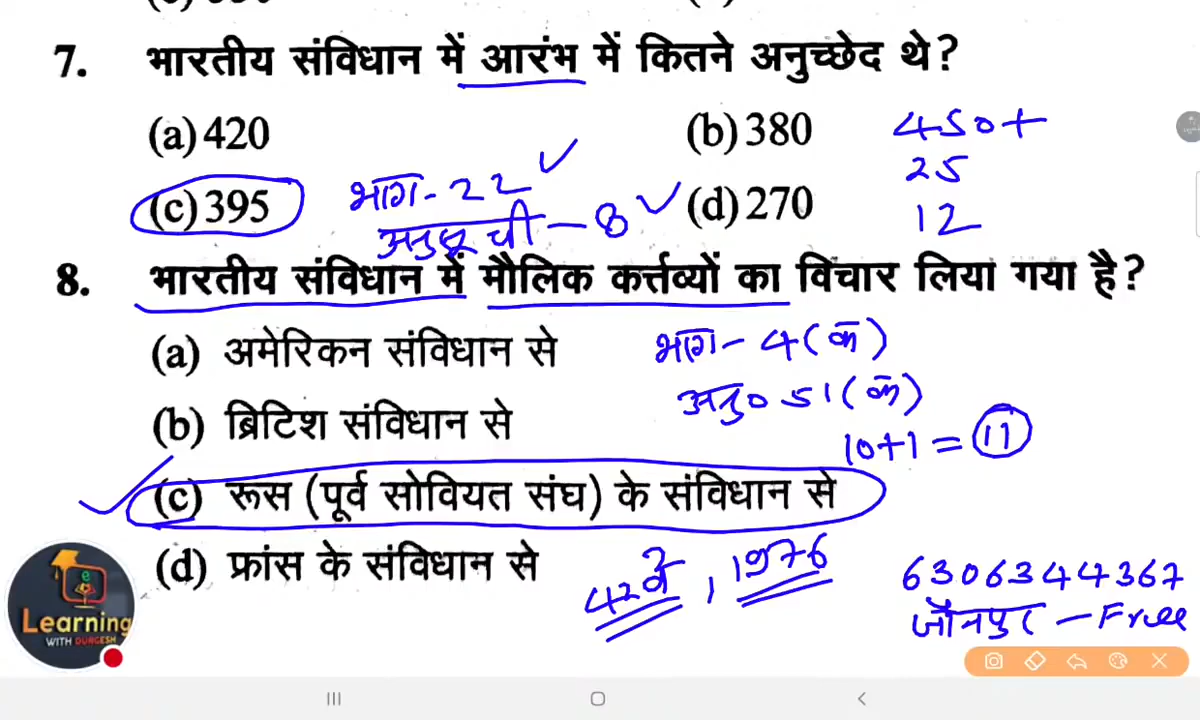 7. भारतीय संविधान में आरंभ में कितने अनुच्छेद थे?
(a) 420
(b) 380
450+
(c) 395
भाग - 22
25
अनुसूची - 8
(d) 270
12
8. भारतीय संविधान में मौलिक कर्त्तव्यों का विचार लिया गया है?
(a) अमेरिकन संविधान से
भाग - 4 (क)
अनु० 51 (क)
(b) ब्रिटिश संविधान से
10+1 = 11
(c) रूस (पूर्व सोवियत संघ) के संविधान से
(d) फ्रांस के संविधान से
42वें, 1976
6306344367
जौनपुर - Free
e
Learning
WITH DURGESH